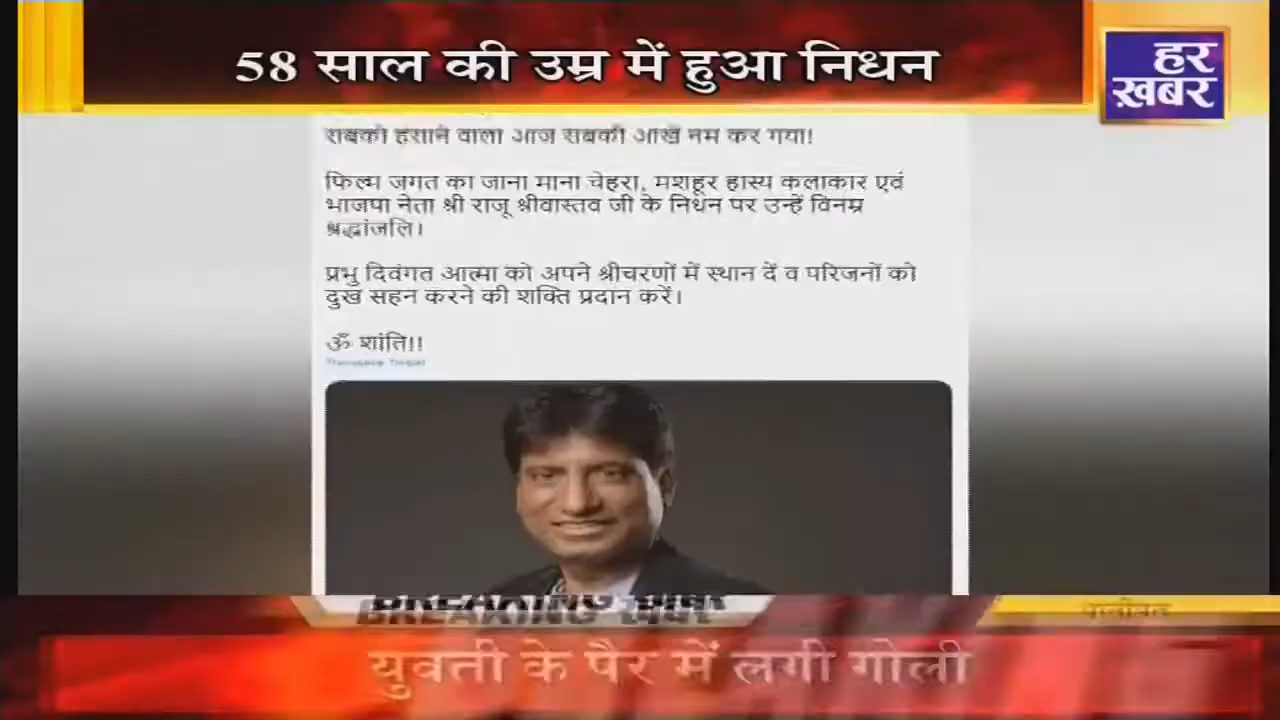 58 साल की उम्र में हुआ निधन
हर
ख़बर
सबको हंसाने वाला आज सबकी आंखें नम कर गया!
फिल्म जगत का जाना माना चेहरा, मशहूर हास्य कलाकार एवं
भाजपा नेता श्री राजू श्रीवास्तव जी के निधन पर उन्हें विनम्र
श्रद्धांजलि।
प्रभु दिवंगत आत्मा को अपने श्रीचरणों में स्थान दें व परिजनों को
दुख सहन करने की शक्ति प्रदान करें।
ॐ शांति!!
Translate Tweet
BREAKING खबर
युवती के पैर में लगी गोली